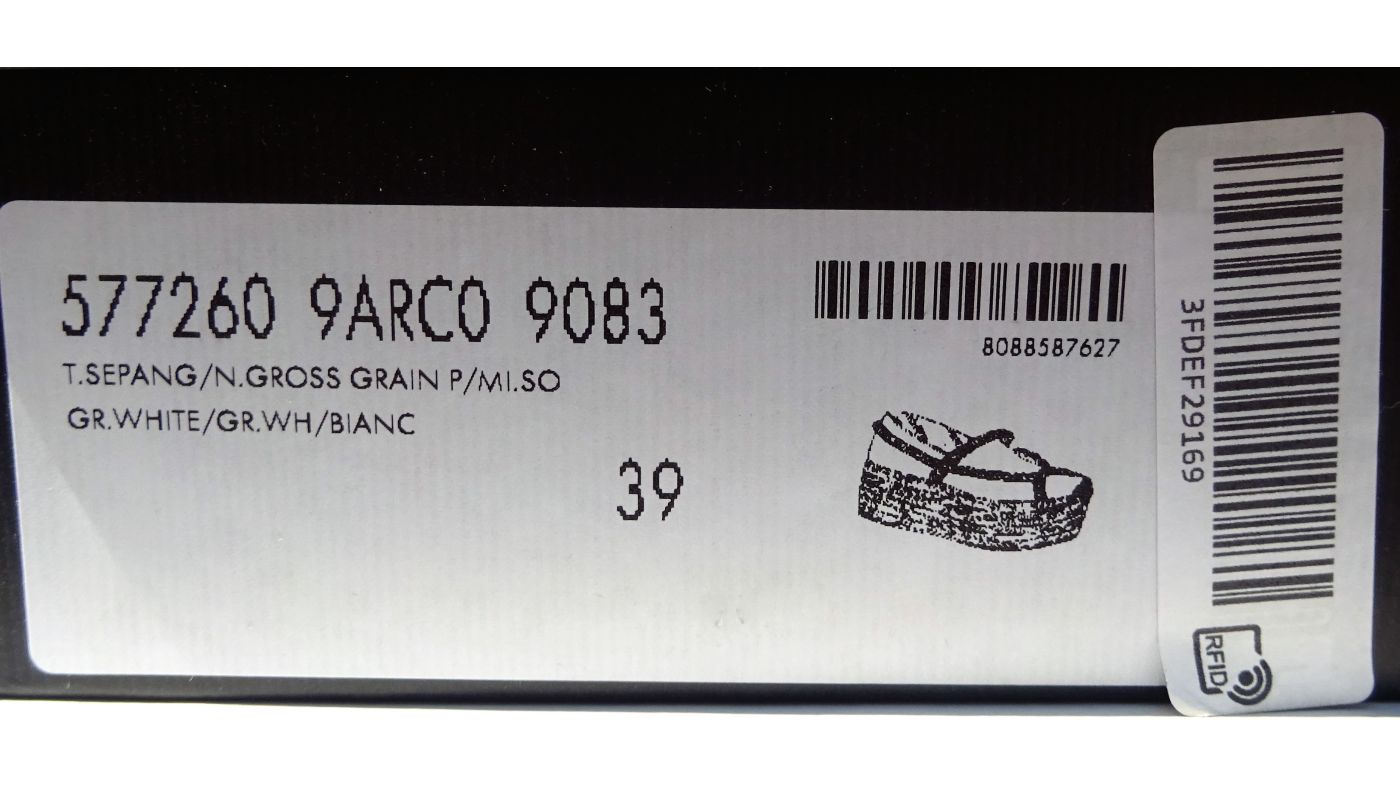 577260 9ARC0 9083
T.SEPANG/N.GROSS GRAIN P/MI.SO
GR.WHITE/GR.WH/BIANC
39
8088587627
3FDEF29169
RFID